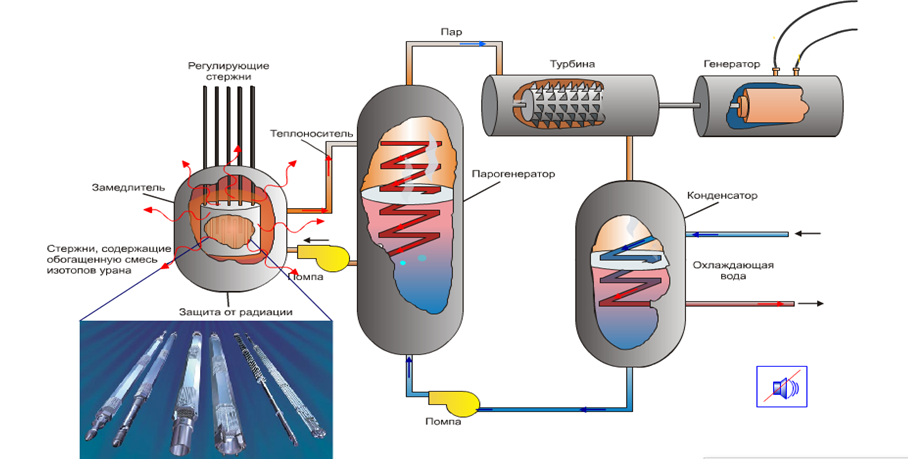 Пар
Регулирующие
стержни
Турбина
Генератор
Теплоноситель
Замедлитель
Парогенератор
Конденсатор
Стержни, содержащие
обогащенную смесь
изотопов урана
Помпа
Охлаждающая
вода
Защита от радиации
Помпа